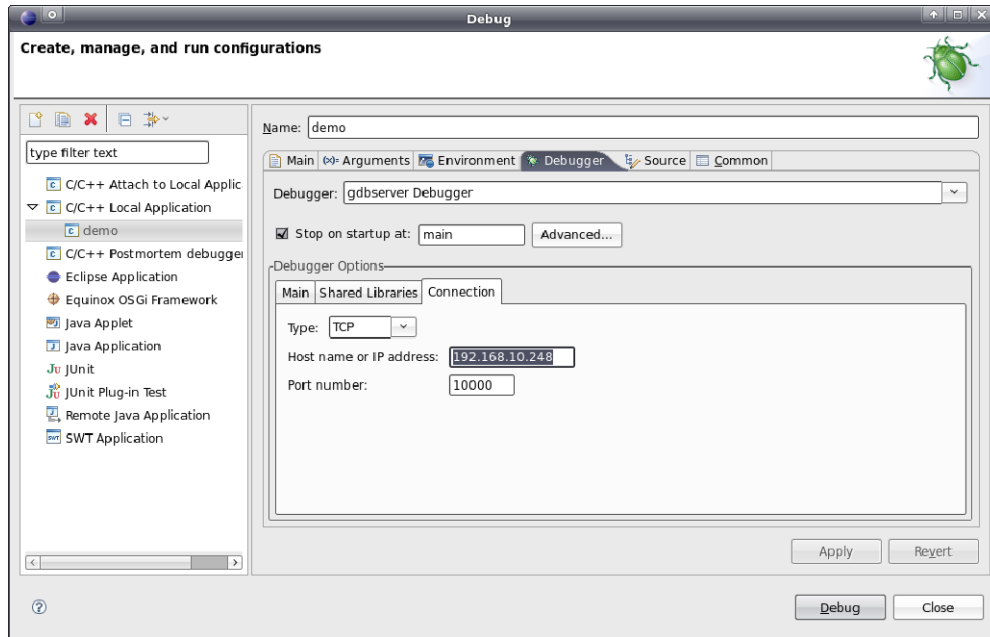 Debug
Create, manage, and run configurations
type filter text
C/C++ Attach to Local Applic
C/C++ Local Application
demo
C/C++ Postmortem debugger
Eclipse Application
Equinox OSGi Framework
Java Applet
Java Application
Ju JUnit
JUnit Plug-in Test
Remote Java Application
SWT Application
Name: demo
Main (x)= Arguments Environment Debugger Source Common
Debugger: gdbserver Debugger
Stop on startup at: main Advanced...
Debugger Options
Main Shared Libraries Connection
Type: TCP
Host name or IP address: 192.168.10.248
Port number: 10000
Apply Revert
Debug Close